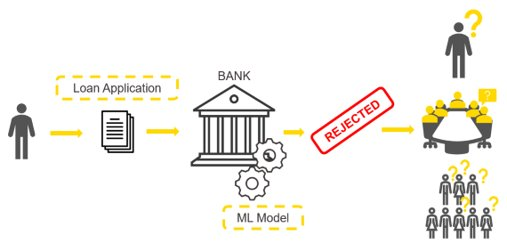 BANK
Loan Application
REJECTED
ML Model
?
?
? ? ?
? ?